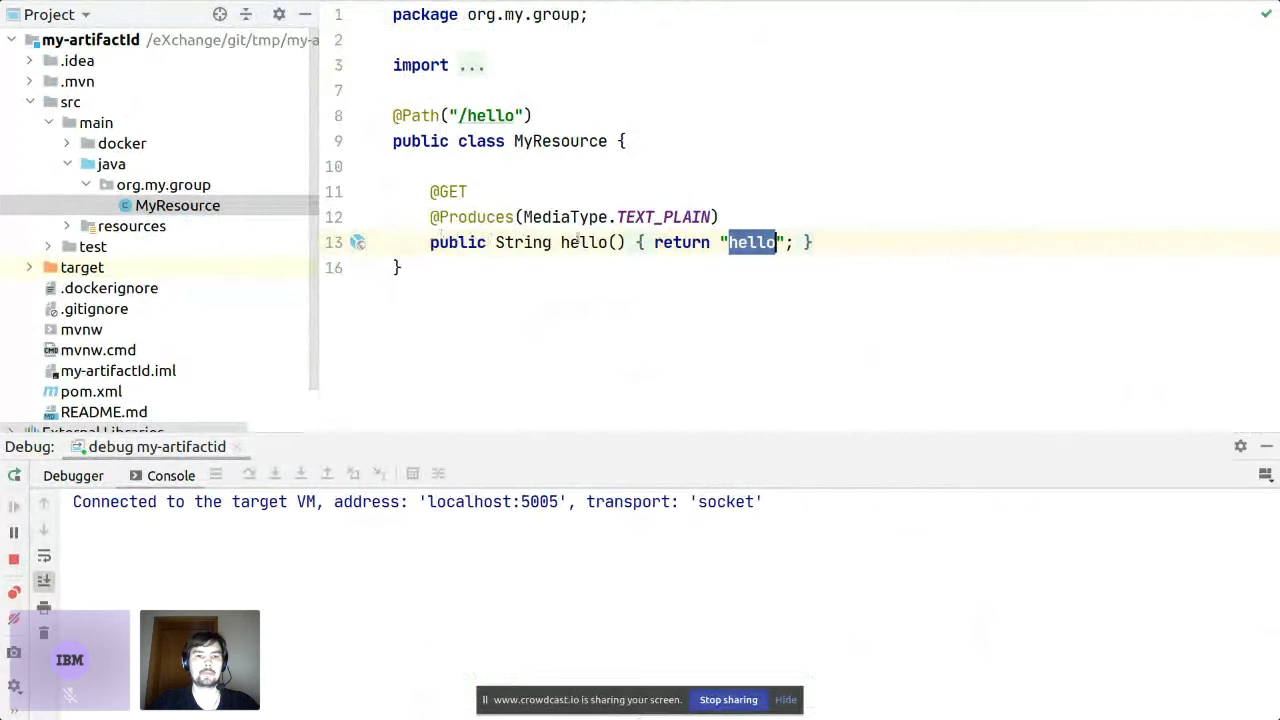 Project
my-artifactId /eXchange/git/tmp/my-a
.idea
.mvn
src
main
docker
java
org.my.group
MyResource
resources
test
target
.dockerignore
.gitignore
mvnw
mvnw.cmd
my-artifactId.iml
pom.xml
README.md
External Libraries
1 package org.my.group;
2
3 import ...
7
8 @Path("/hello")
9 public class MyResource {
10
11 @GET
12 @Produces(MediaType.TEXT_PLAIN)
13 public String hello() { return "hello"; }
16 }
Debug: debug my-artifactid
Debugger Console
Connected to the target VM, address: 'localhost:5005', transport: 'socket'
IBM
www.crowdcast.io is sharing your screen. Stop sharing Hide